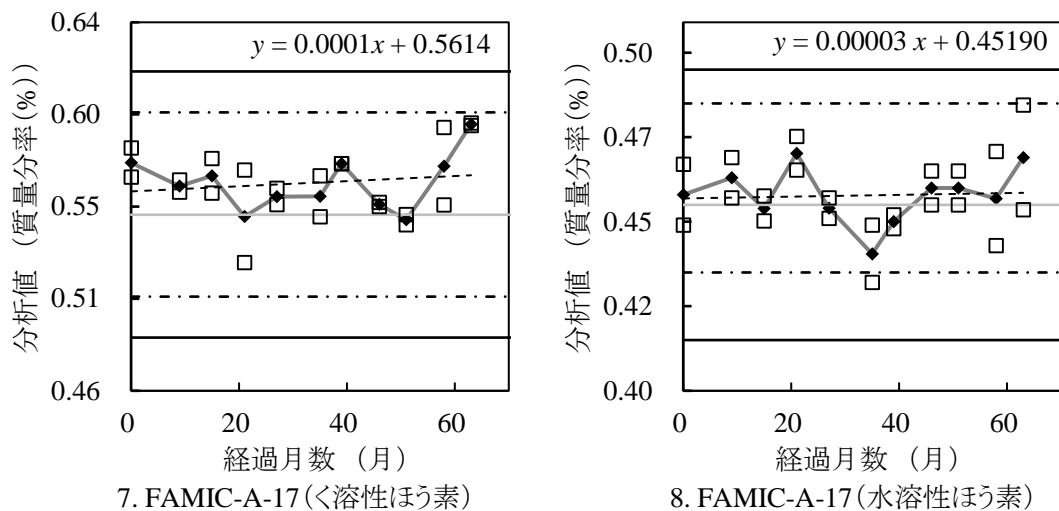 y = 0.0001x + 0.5614
0.64
0.60
0.55
0.51
0.46
分析値 (質量分率(%))
0 20 40 60
経過月数 (月)
7. FAMIC-A-17(く溶性ほう素)
y = 0.00003 x + 0.45190
0.50
0.47
0.45
0.42
0.40
分析値 (質量分率(%))
0 20 40 60
経過月数 (月)
8. FAMIC-A-17(水溶性ほう素)